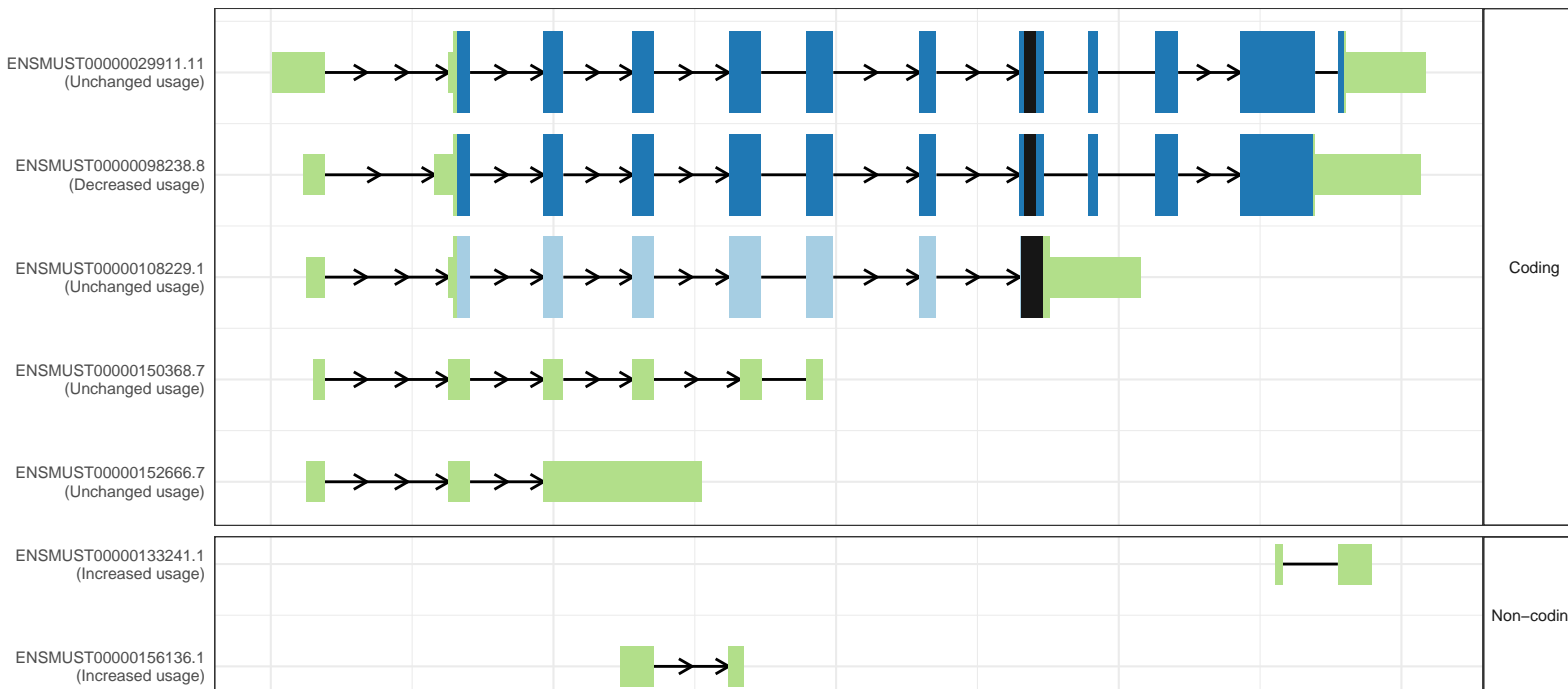 ENSMUST00000029911.11
(Unchanged usage)
ENSMUST00000098238.8
(Decreased usage)
ENSMUST00000108229.1
(Unchanged usage)
Coding
ENSMUST00000150368.7
(Unchanged usage)
ENSMUST00000152666.7
(Unchanged usage)
ENSMUST00000133241.1
(Increased usage)
Non−codin
ENSMUST00000156136.1
(Increased usage)